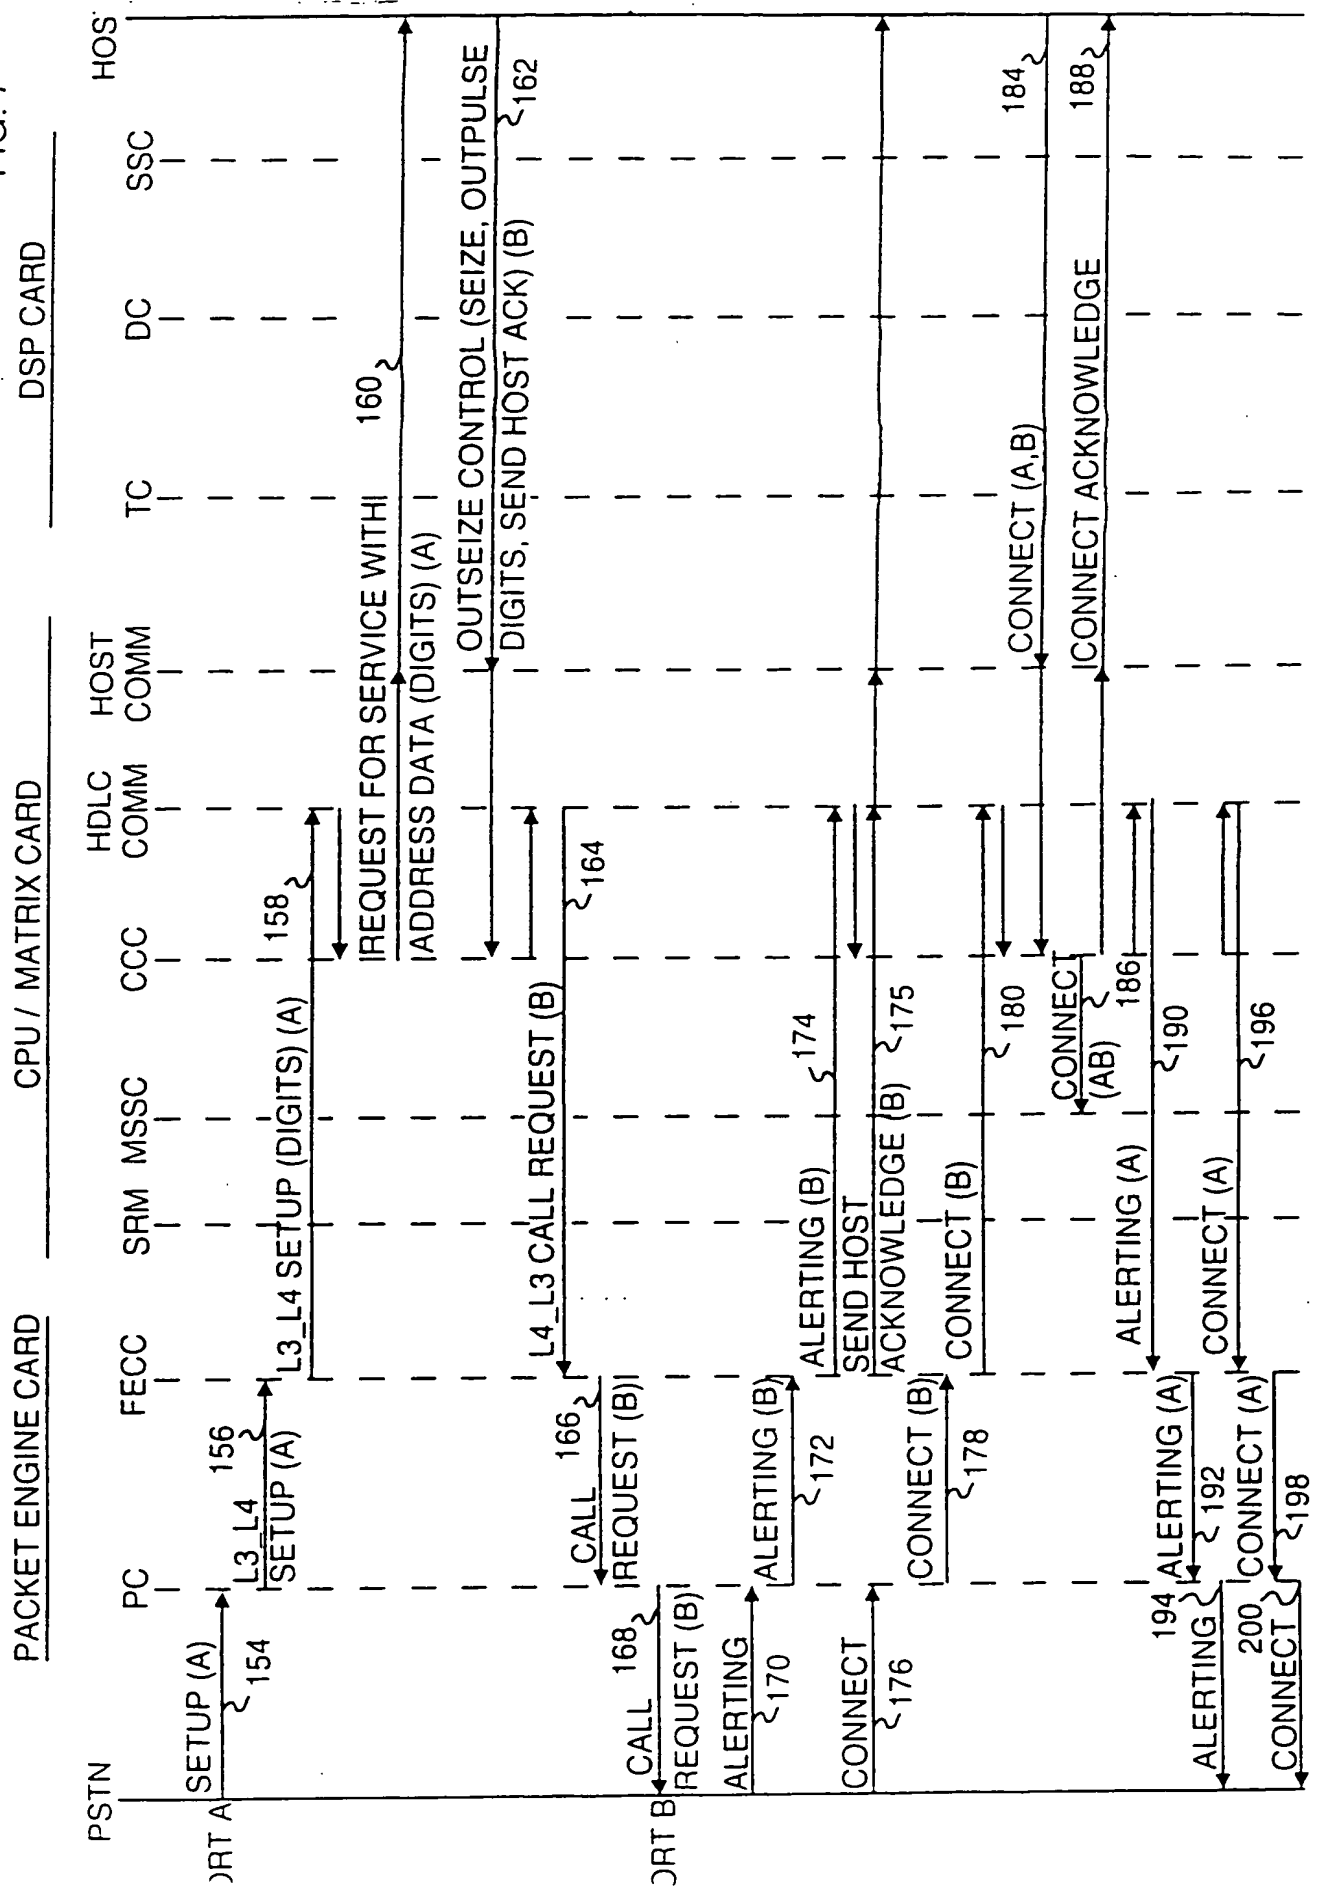 PACKET ENGINE CARD
CPU / MATRIX CARD
DSP CARD
PSTN
PC
FECC
SRM
MSSC
CCC
HDLC
COMM
HOST
COMM
TC
DC
SSC
HOS
ORT A
SETUP (A)
154
L3_L4
SETUP (A)
156
L3_L4 SETUP (DIGITS) (A)
158
REQUEST FOR SERVICE WITH
ADDRESS DATA (DIGITS) (A)
160
OUTSEIZE CONTROL (SEIZE, OUTPULSE
DIGITS, SEND HOST ACK) (B)
162
L4_L3 CALL REQUEST (B)
164
CALL
REQUEST (B)
166
ORT B
CALL
REQUEST (B)
168
ALERTING
170
ALERTING (B)
172
ALERTING (B)
174
SEND HOST
ACKNOWLEDGE (B)
175
CONNECT
176
CONNECT (B)
178
CONNECT (B)
180
CONNECT (A,B)
184
CONNECT
(AB)
186
CONNECT ACKNOWLEDGE
188
ALERTING (A)
190
ALERTING (A)
192
ALERTING
194
CONNECT (A)
196
CONNECT (A)
198
CONNECT
200